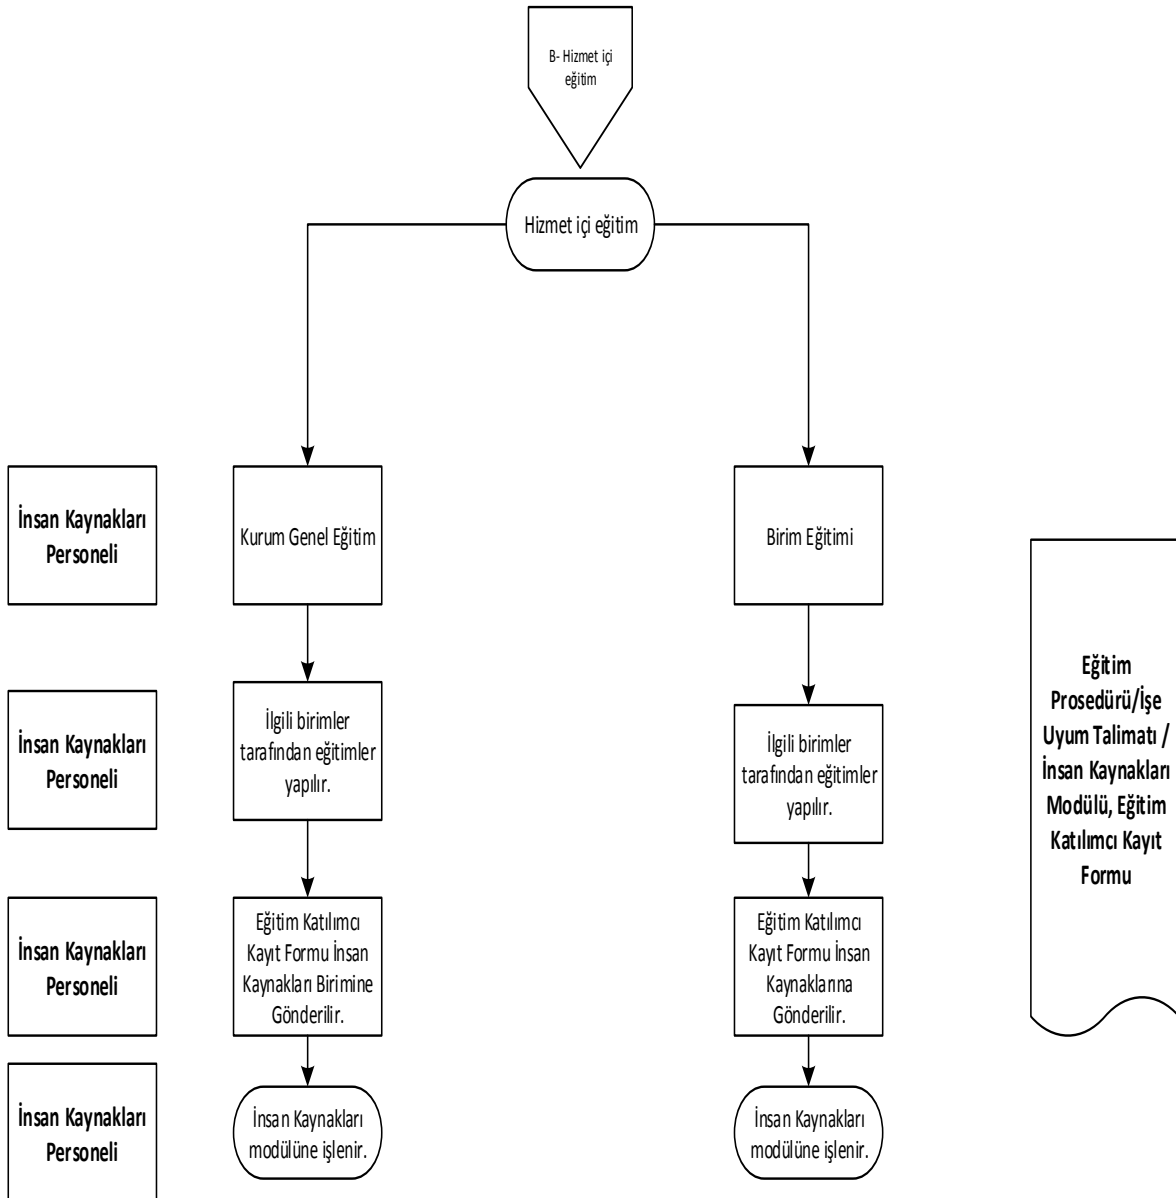 B- Hizmet içi
eğitim
Hizmet içi eğitim
İnsan Kaynakları
Personeli
Kurum Genel Eğitim
Birim Eğitimi
İnsan Kaynakları
Personeli
İlgili birimler
tarafından eğitimler
yapılır.
İlgili birimler
tarafından eğitimler
yapılır.
Eğitim
Prosedürü/İşe
Uyum Talimatı /
İnsan Kaynakları
Modülü, Eğitim
Katılımcı Kayıt
Formu
İnsan Kaynakları
Personeli
Eğitim Katılımcı
Kayıt Formu İnsan
Kaynakları Birimine
Gönderilir.
Eğitim Katılımcı
Kayıt Formu İnsan
Kaynaklarına
Gönderilir.
İnsan Kaynakları
Personeli
İnsan Kaynakları
modülüne işlenir.
İnsan Kaynakları
modülüne işlenir.